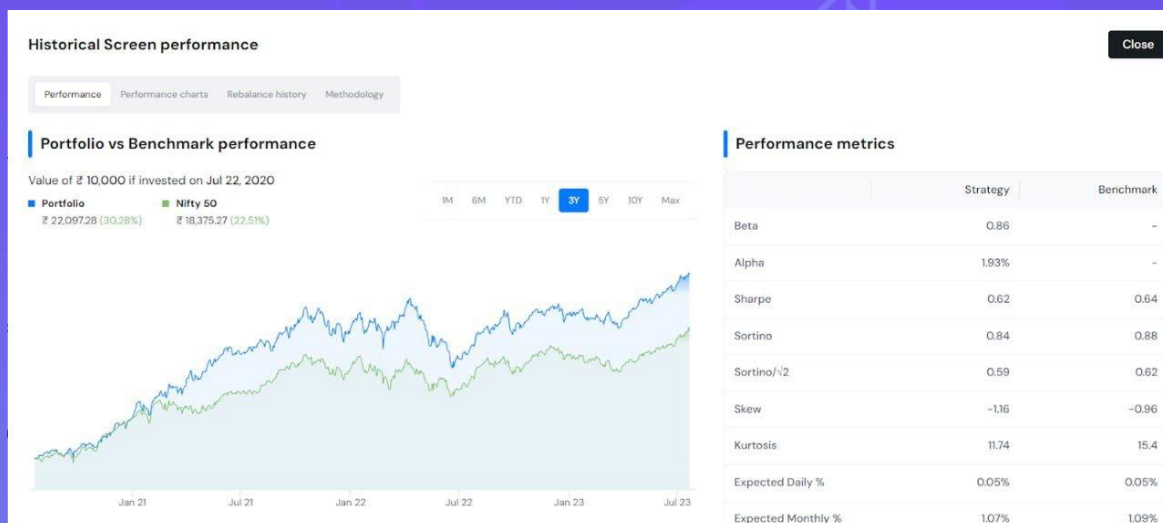 Historical Screen performance
Close
Performance Performance charts Rebalance history Methodology
Portfolio vs Benchmark performance
Value of ₹ 10,000 if invested on Jul 22, 2020
Portfolio Nifty 50
₹ 22,097.28 (30.28%) ₹ 18,375.27 (22.51%)
1M 6M YTD 1Y 3Y 5Y 10Y Max
Jan 21 Jul 21 Jan 22 Jul 22 Jan 23 Jul 23
Performance metrics
Strategy Benchmark
Beta 0.86 -
Alpha 1.93% -
Sharpe 0.62 0.64
Sortino 0.84 0.88
Sortino/√2 0.59 0.62
Skew -1.16 -0.96
Kurtosis 11.74 15.4
Expected Daily % 0.05% 0.05%
Expected Monthly % 1.07% 1.09%